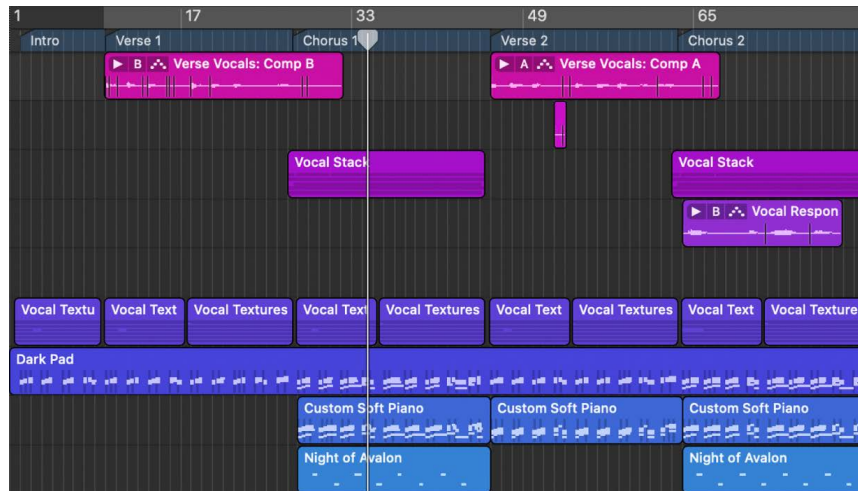 1 17 33 49 65
Intro Verse 1 Chorus 1 Verse 2 Chorus 2
B Verse Vocals: Comp B A Verse Vocals: Comp A
Vocal Stack Vocal Stack
B Vocal Respon
Vocal Textu Vocal Text Vocal Textures Vocal Text Vocal Textures Vocal Text Vocal Textures Vocal Text Vocal Texture
Dark Pad
Custom Soft Piano Custom Soft Piano Custom Soft Piano
Night of Avalon Night of Avalon